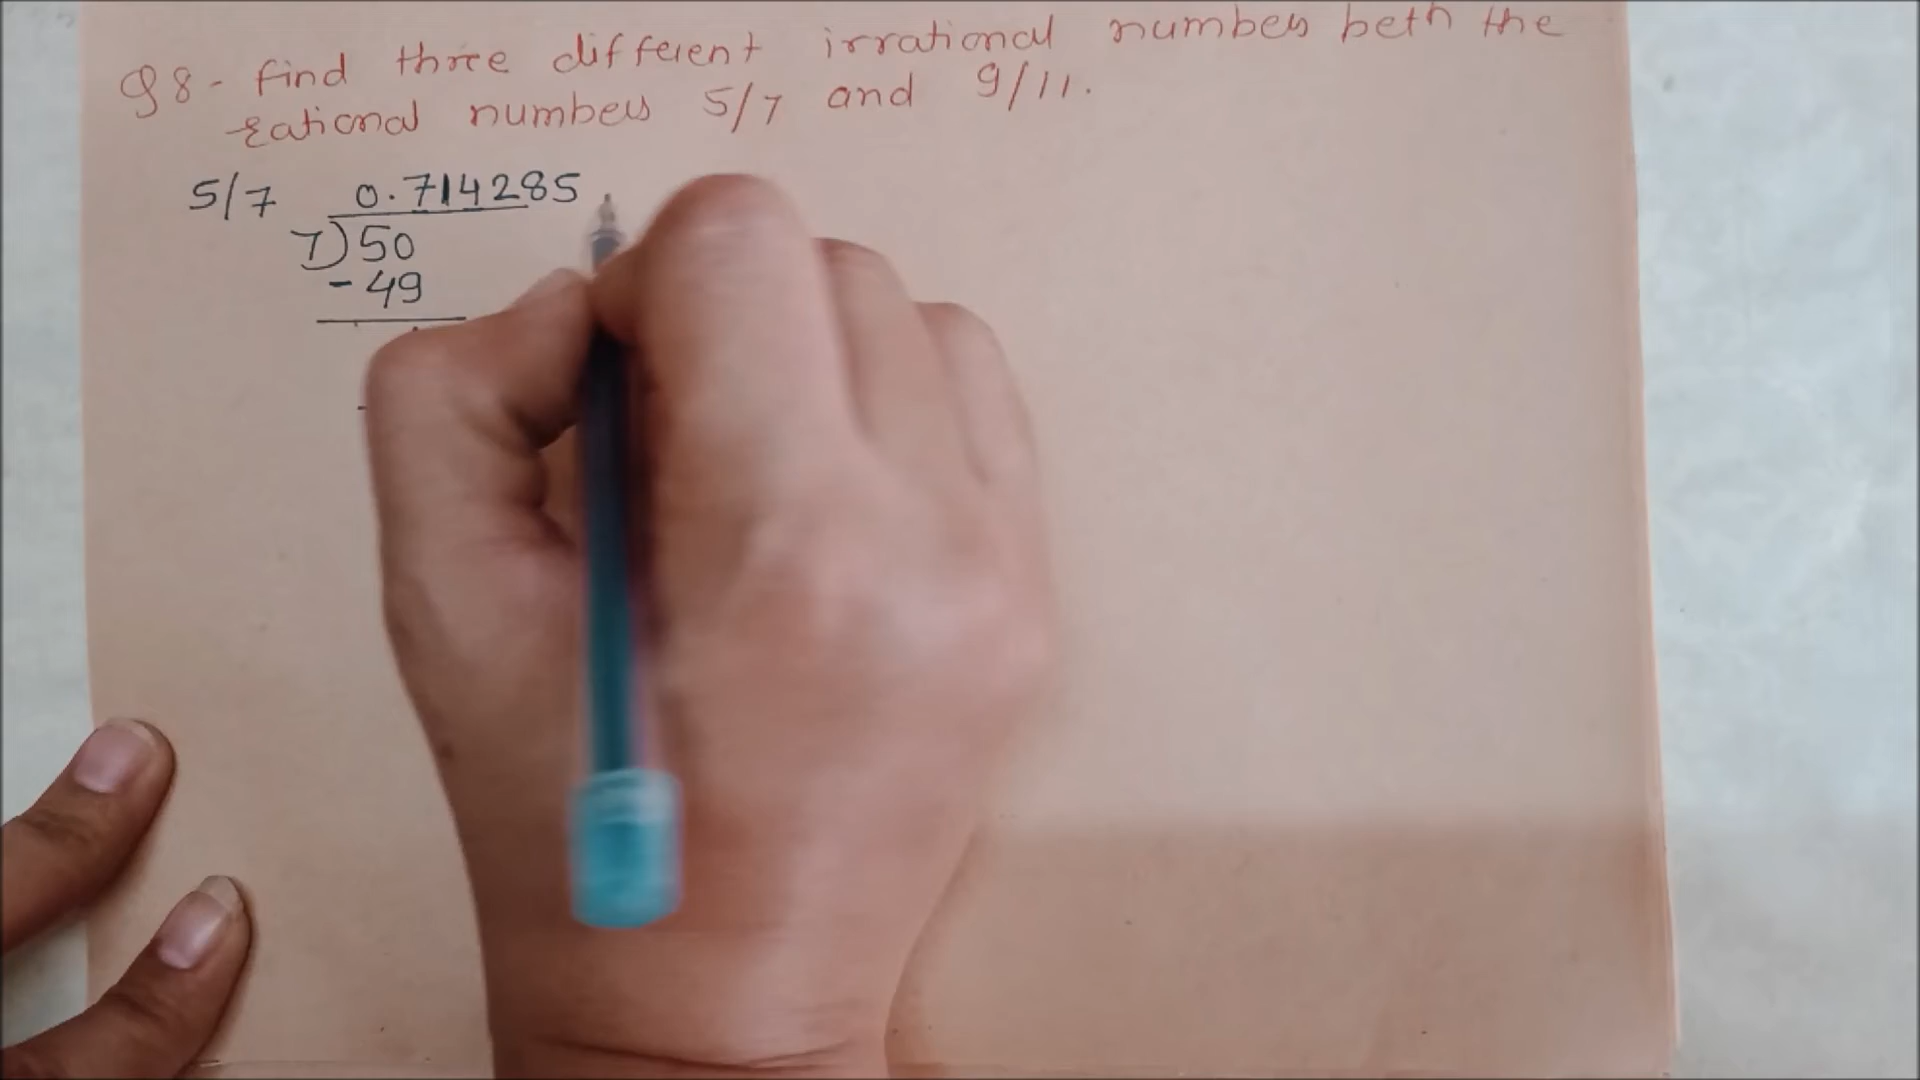 Q8- find three different irrational numbers betn the
rational numbers 5/7 and 9/11.
5/7 0.714285
7)50
-49